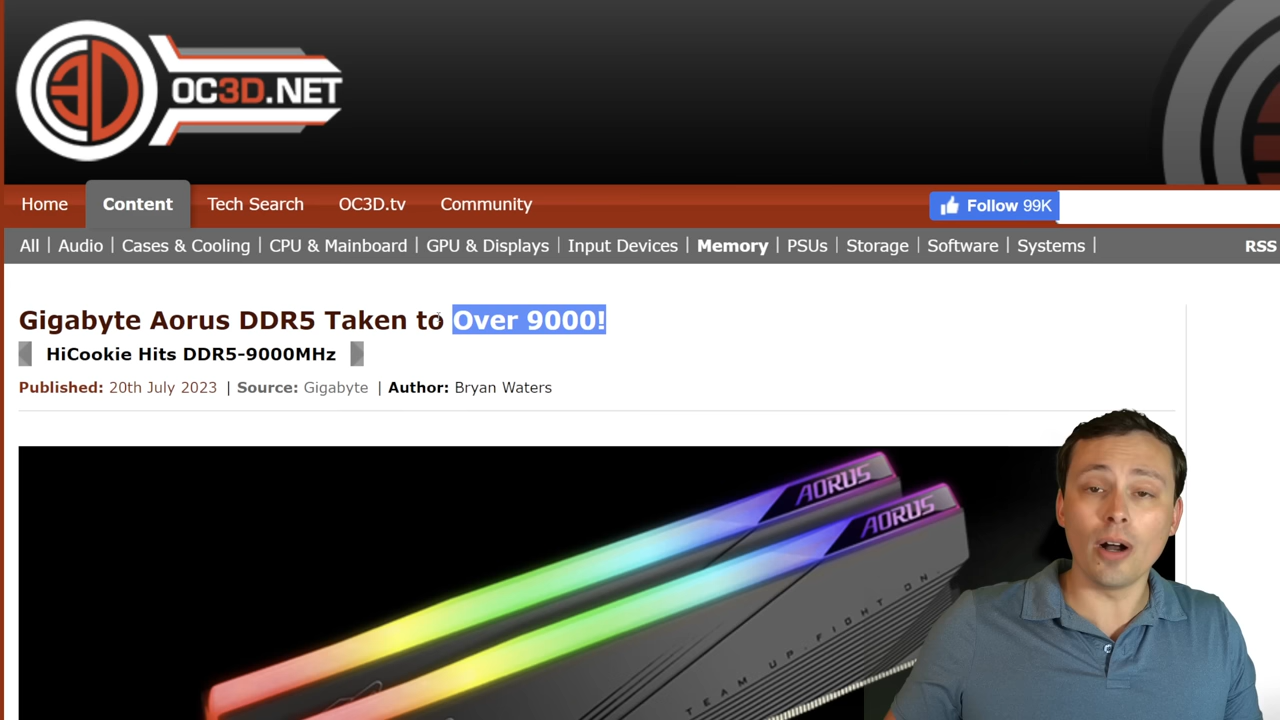 OC3D.NET
Home Content Tech Search OC3D.tv Community Follow 99K
All | Audio | Cases & Cooling | CPU & Mainboard | GPU & Displays | Input Devices | Memory | PSUs | Storage | Software | Systems | RSS
Gigabyte Aorus DDR5 Taken to Over 9000!
HiCookie Hits DDR5-9000MHz
Published: 20th July 2023 | Source: Gigabyte | Author: Bryan Waters
AORUS
AORUS
TEAM UP. FIGHT ON.